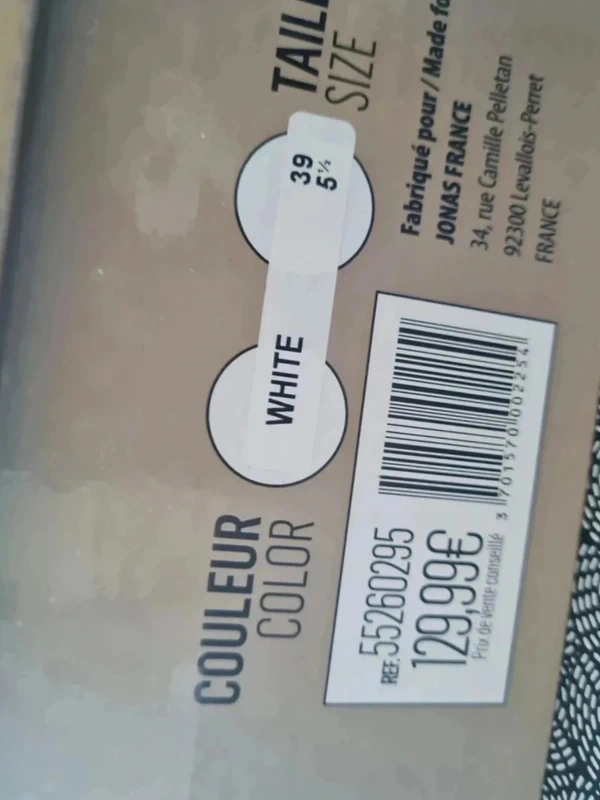 COULEUR
COLOR
WHITE
TAILL
SIZE
39
5½
REF. 55260295
129,99€
Prix de vente conseillé
3 701570 002254
Fabriqué pour / Made fo
JONAS FRANCE
34, rue Camille Pelletan
92300 Levallois-Perret
FRANCE